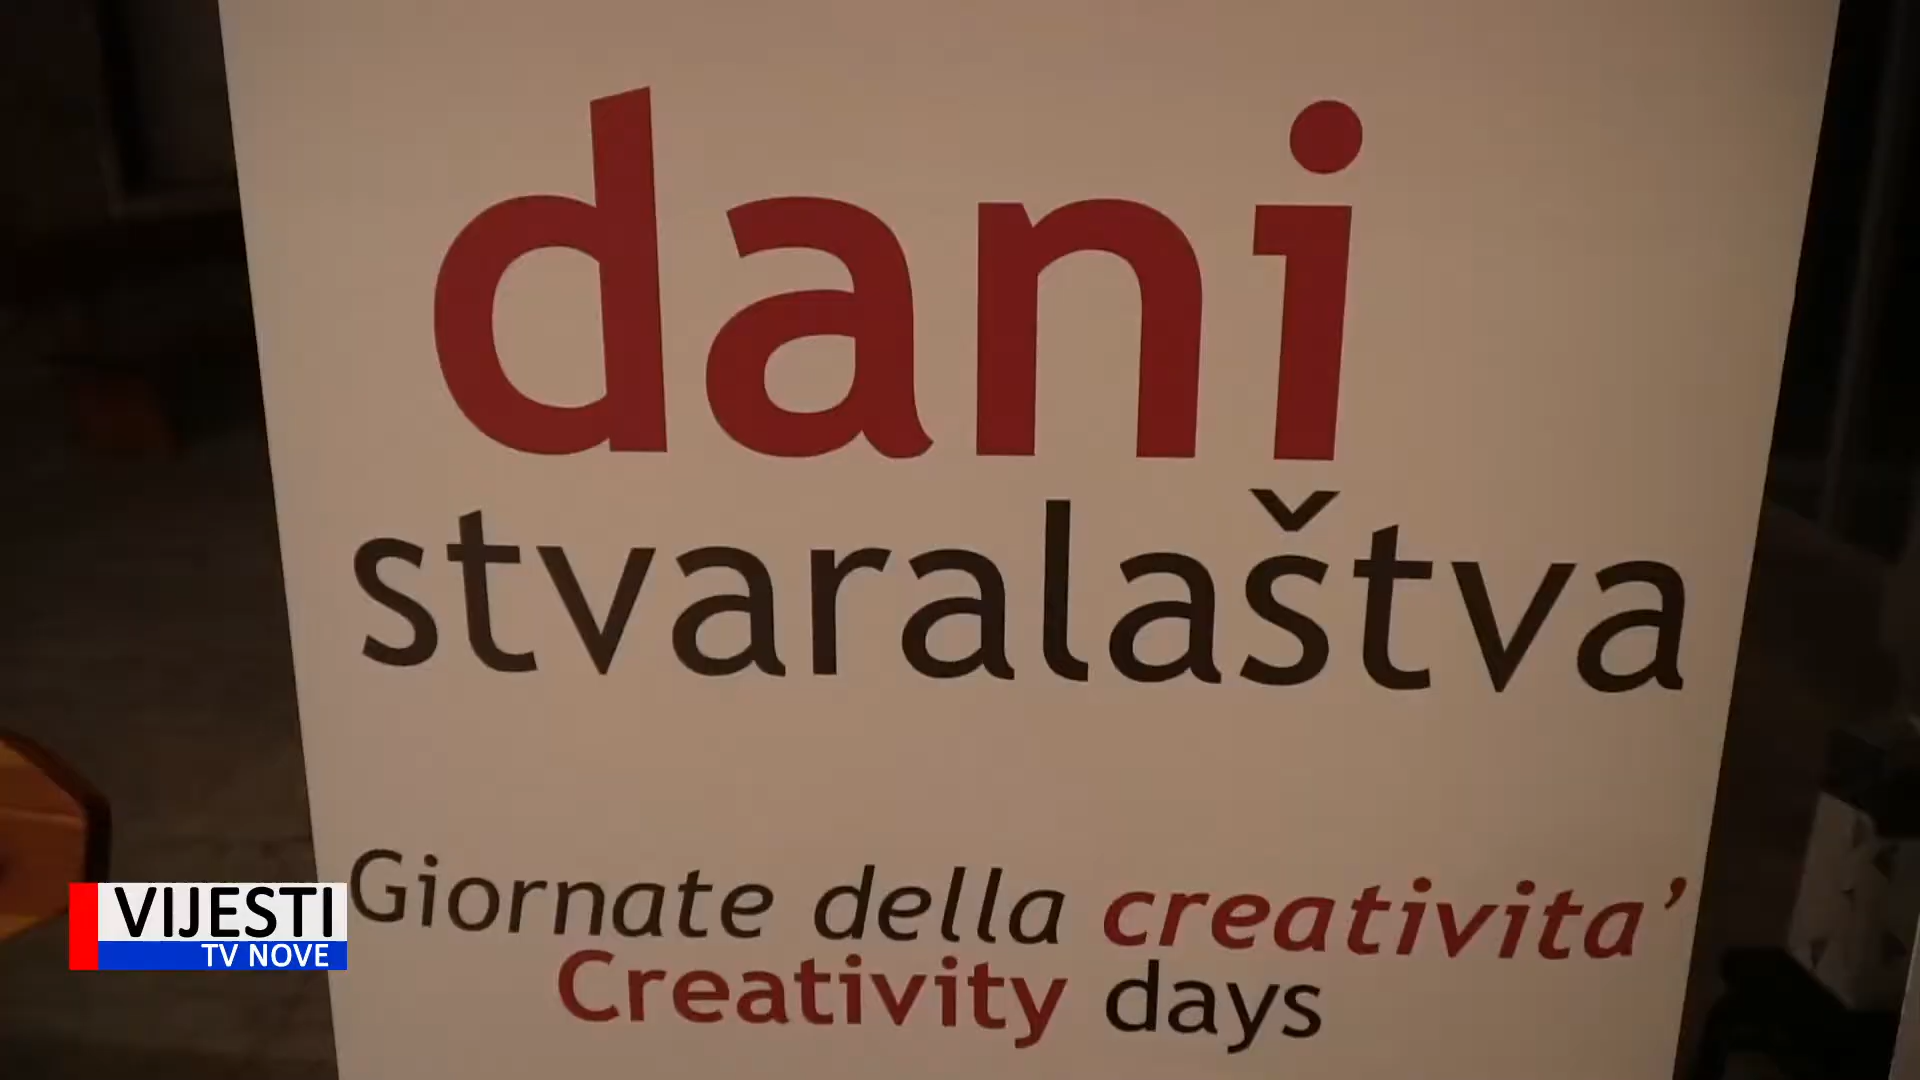 dani
stvaralaštva
Giornate della creativita’
Creativity days
VIJESTI
TV NOVE